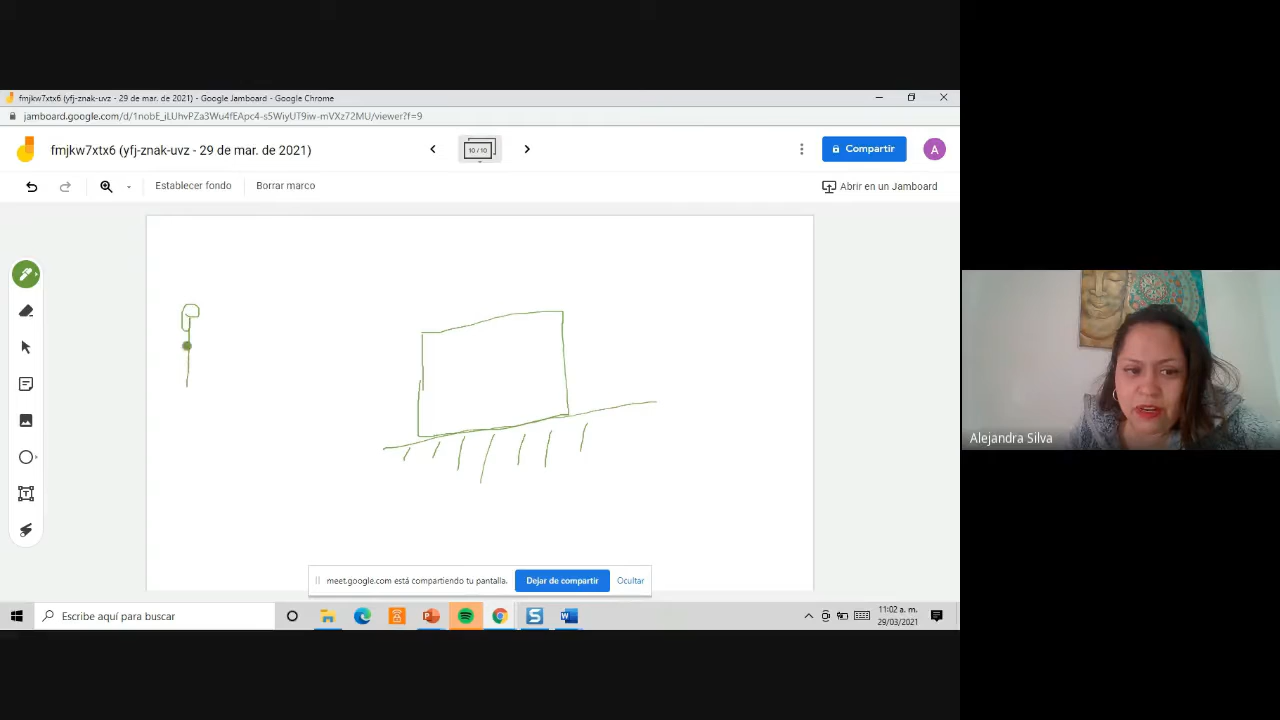 fmjkw7xtx6 (yfj-znak-uvz - 29 de mar. de 2021) - Google Jamboard - Google Chrome
jamboard.google.com/d/1nobE_iLUhvPZa3Wu4fEApc4-s5WiyUT9iw-mVXz72MU/viewer?f=9
fmjkw7xtx6 (yfj-znak-uvz - 29 de mar. de 2021)
10/10
Compartir
A
Establecer fondo
Borrar marco
Abrir en un Jamboard
Alejandra Silva
meet.google.com está compartiendo tu pantalla.
Dejar de compartir
Ocultar
Escribe aquí para buscar
11:02 a. m.
29/03/2021